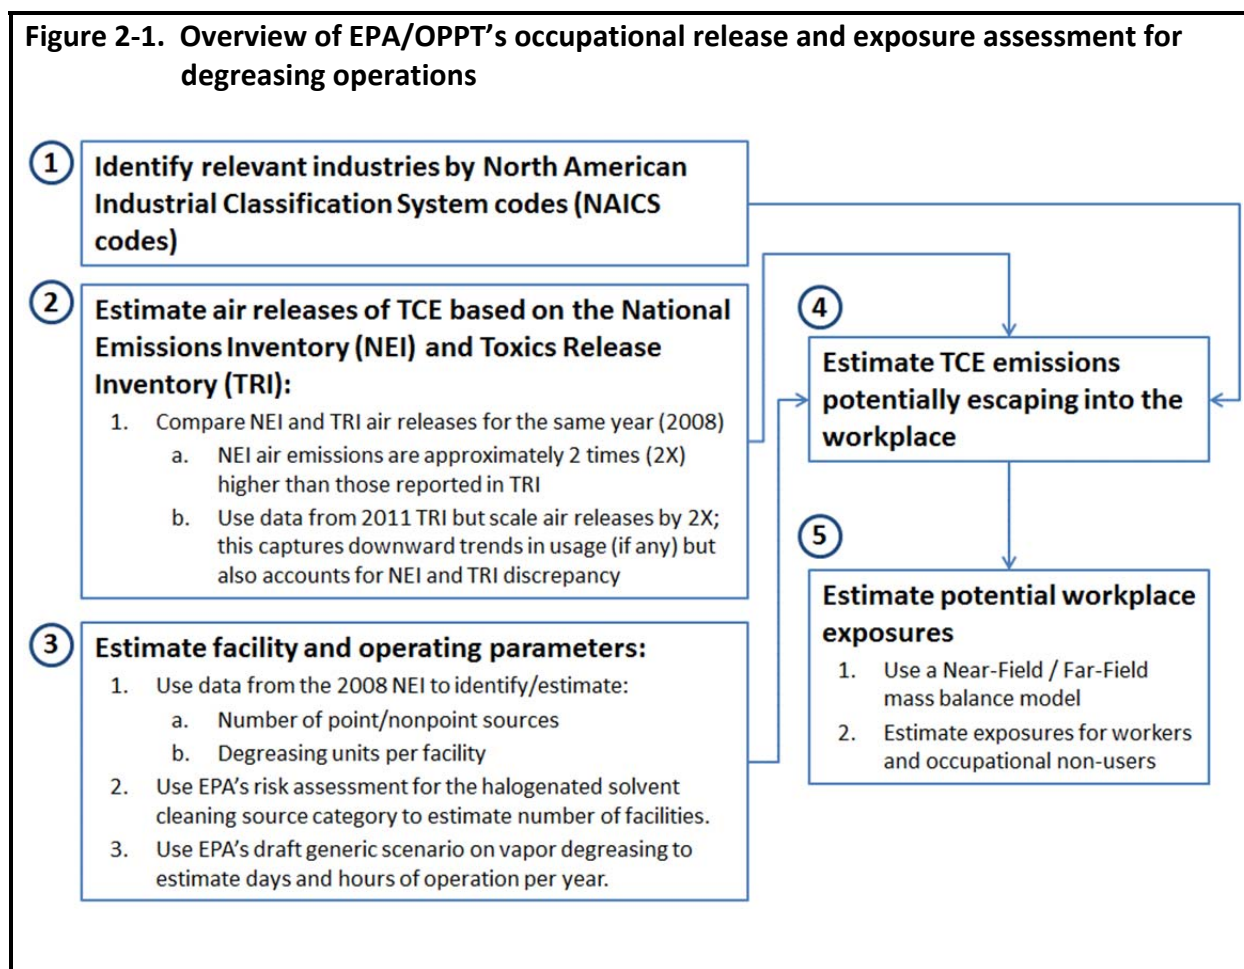 Figure 2-1.  Overview of EPA/OPPT’s occupational release and exposure assessment for
degreasing operations
1
Identify relevant industries by North American
Industrial Classification System codes (NAICS
codes)
2
Estimate air releases of TCE based on the National
Emissions Inventory (NEI) and Toxics Release
Inventory (TRI):
1. Compare NEI and TRI air releases for the same year (2008)
a. NEI air emissions are approximately 2 times (2X)
higher than those reported in TRI
b. Use data from 2011 TRI but scale air releases by 2X;
this captures downward trends in usage (if any) but
also accounts for NEI and TRI discrepancy
3
Estimate facility and operating parameters:
1. Use data from the 2008 NEI to identify/estimate:
a. Number of point/nonpoint sources
b. Degreasing units per facility
2. Use EPA’s risk assessment for the halogenated solvent
cleaning source category to estimate number of facilities.
3. Use EPA’s draft generic scenario on vapor degreasing to
estimate days and hours of operation per year.
4
Estimate TCE emissions
potentially escaping into the
workplace
5
Estimate potential workplace
exposures
1. Use a Near-Field / Far-Field
mass balance model
2. Estimate exposures for workers
and occupational non-users